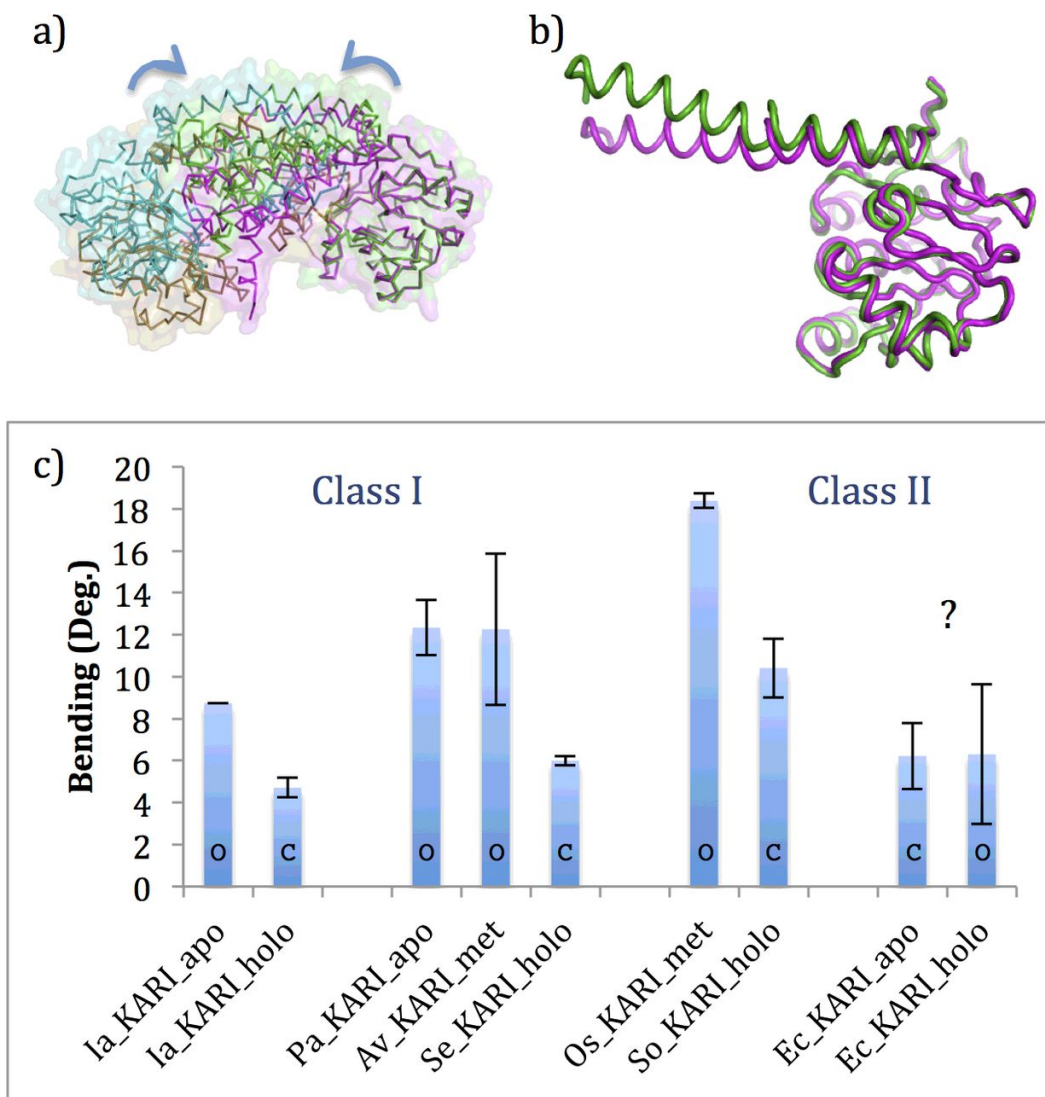 a)
b)
c)
Class I
Class II
?
Bending (Deg.)
20
18
16
14
12
10
8
6
4
2
0
o
c
o
o
c
o
c
c
o
Ia_KARI_apo
Ia_KARI_holo
Pa_KARI_apo
Av_KARI_met
Se_KARI_holo
Os_KARI_met
So_KARI_holo
Ec_KARI_apo
Ec_KARI_holo